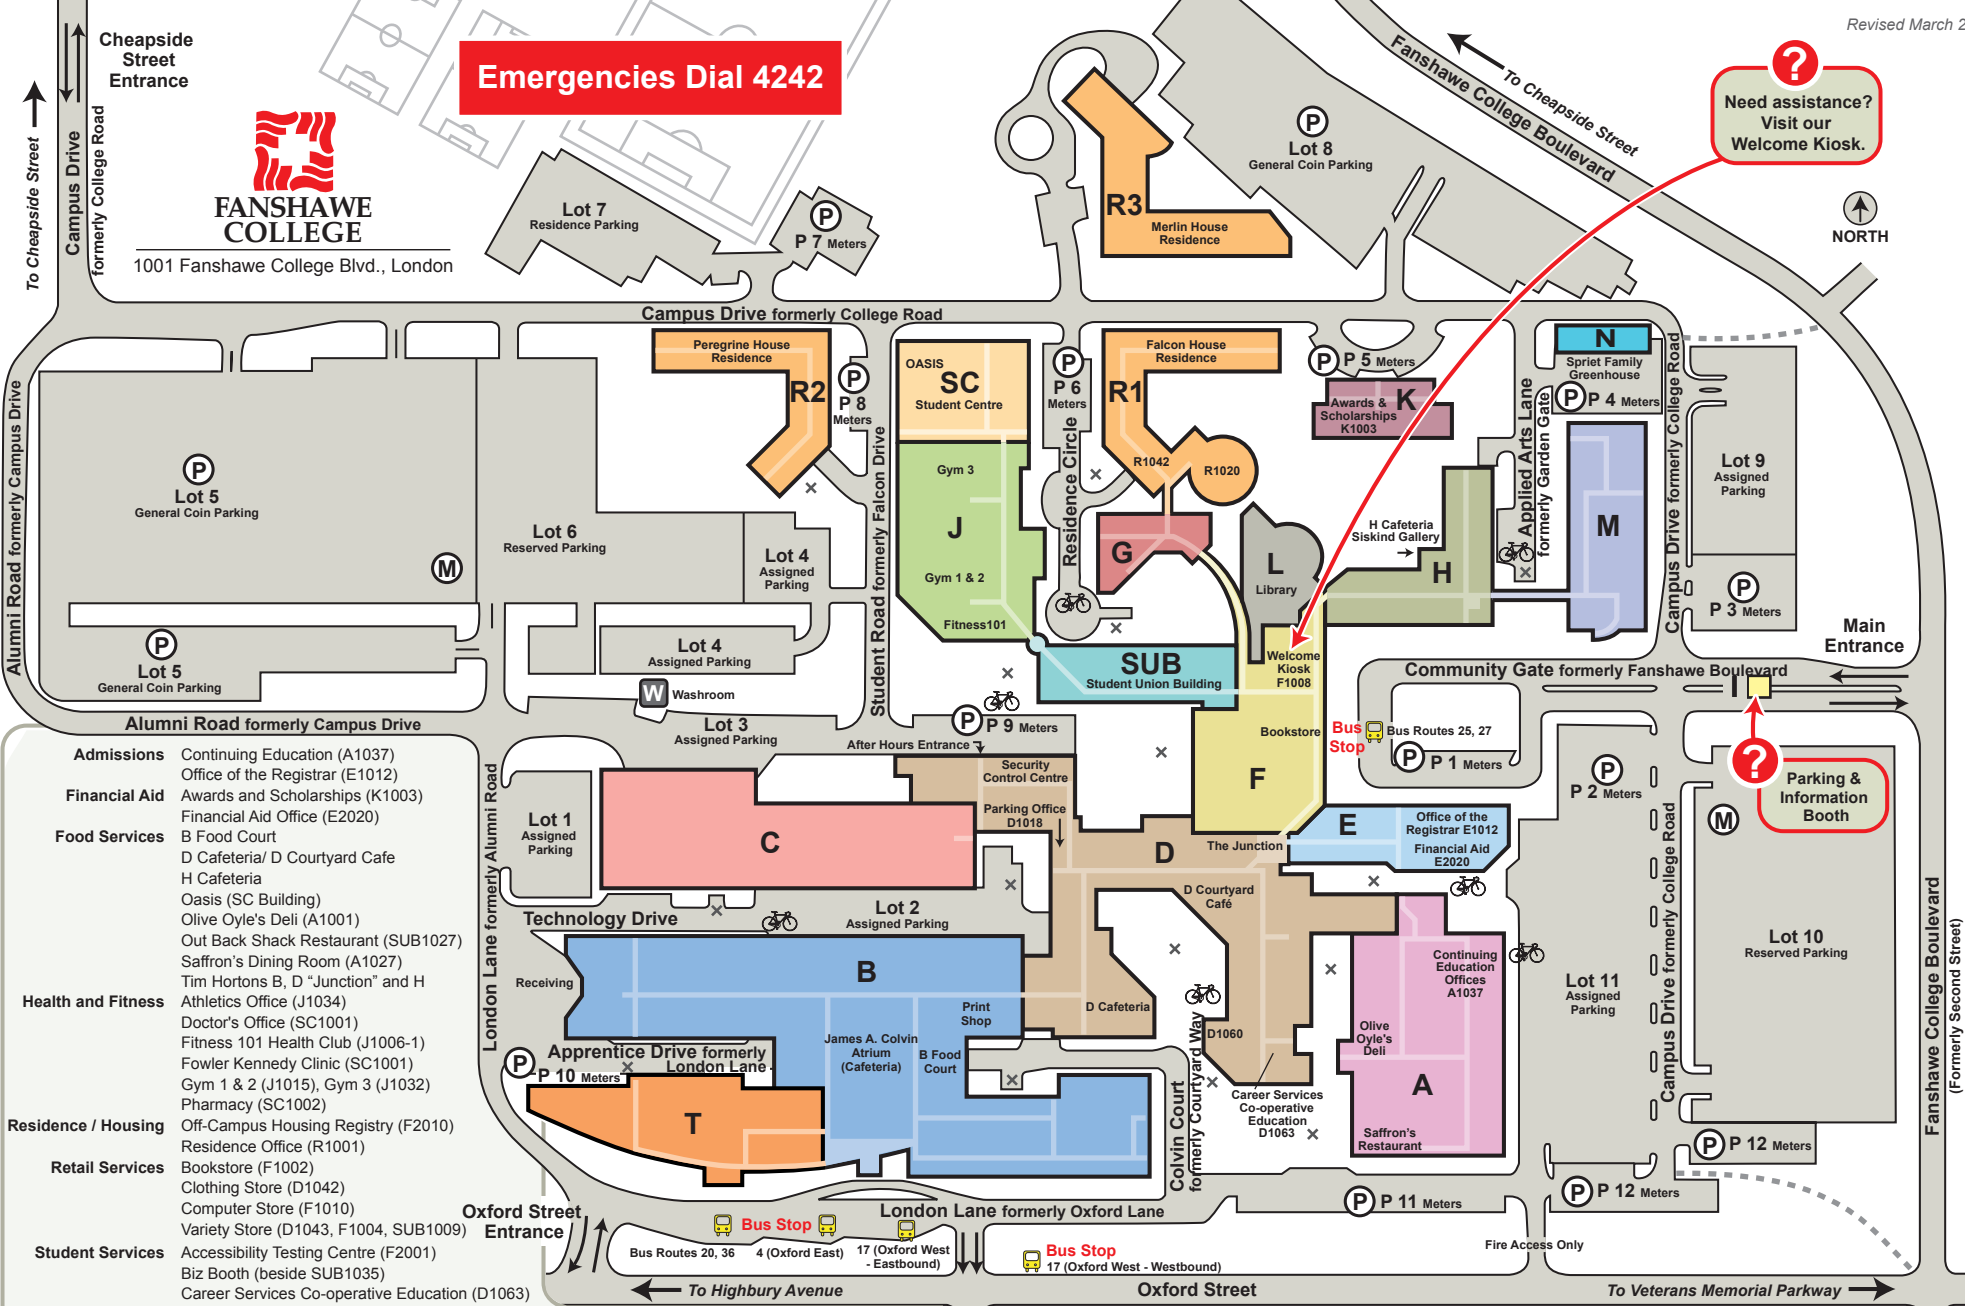 Revised March 2
Cheapside
Street
Entrance
Emergencies Dial 4242
To Cheapside Street
Campus Drive
formerly College Road
FANSHAWE
COLLEGE
1001 Fanshawe College Blvd., London
Lot 7
Residence Parking
P
P 7 Meters
R3
Merlin House
Residence
P
Lot 8
General Coin Parking
Fanshawe College Boulevard
To Cheapside Street
?
Need assistance?
Visit our
Welcome Kiosk.
NORTH
Campus Drive formerly College Road
Alumni Road formerly Campus Drive
P
Lot 5
General Coin Parking
M
Lot 6
Reserved Parking
Lot 4
Assigned
Parking
P
Lot 5
General Coin Parking
Lot 4
Assigned Parking
W
Washroom
Lot 3
Assigned Parking
Alumni Road formerly Campus Drive
Peregrine House
Residence
R2
P
P 8
Meters
Student Road formerly Falcon Drive
OASIS
SC
Student Centre
Gym 3
J
Gym 1 & 2
Fitness101
P
P 6
Meters
Residence Circle
Falcon House
Residence
R1
R1042
R1020
G
L
Library
P
P 5 Meters
Awards &
Scholarships
K1003
K
H Cafeteria
Siskind Gallery
H
Applied Arts Lane
formerly Garden Gate
N
Spriet Family
Greenhouse
P
P 4 Meters
M
Campus Drive formerly College Road
Lot 9
Assigned
Parking
P
P 3 Meters
Main
Entrance
Community Gate formerly Fanshawe Boulevard
SUB
Student Union Building
Welcome
Kiosk
F1008
Bookstore
F
Bus
Stop
Bus Routes 25, 27
P
P 1 Meters
P
P 2 Meters
?
Parking &
Information
Booth
M
P
P 9 Meters
After Hours Entrance
Security
Control Centre
Parking Office
D1018
D
The Junction
E
Office of the
Registrar E1012
Financial Aid
E2020
D Courtyard
Café
Lot 1
Assigned
Parking
C
Technology Drive
Lot 2
Assigned Parking
London Lane formerly Alumni Road
Receiving
B
Print
Shop
D Cafeteria
James A. Colvin
Atrium
(Cafeteria)
B Food
Court
P
P 10 Meters
Apprentice Drive formerly
London Lane
T
D1060
Career Services
Co-operative
Education
D1063
Colvin Court
formerly Courtyard Way
Continuing
Education
Offices
A1037
Olive
Oyle's
Deli
A
Saffron's
Restaurant
Lot 11
Assigned
Parking
Campus Drive formerly College Road
Lot 10
Reserved Parking
Fanshawe College Boulevard
(Formerly Second Street)
P
P 12 Meters
P
P 12 Meters
P
P 11 Meters
Fire Access Only
Oxford Street
Entrance
London Lane formerly Oxford Lane
Bus Stop
Bus Routes 20, 36
4 (Oxford East)
17 (Oxford West
- Eastbound)
Bus Stop
17 (Oxford West - Westbound)
To Highbury Avenue
Oxford Street
To Veterans Memorial Parkway
Admissions Continuing Education (A1037)
Office of the Registrar (E1012)
Financial Aid Awards and Scholarships (K1003)
Financial Aid Office (E2020)
Food Services B Food Court
D Cafeteria/ D Courtyard Cafe
H Cafeteria
Oasis (SC Building)
Olive Oyle's Deli (A1001)
Out Back Shack Restaurant (SUB1027)
Saffron's Dining Room (A1027)
Tim Hortons B, D “Junction” and H
Health and Fitness Athletics Office (J1034)
Doctor's Office (SC1001)
Fitness 101 Health Club (J1006-1)
Fowler Kennedy Clinic (SC1001)
Gym 1 & 2 (J1015), Gym 3 (J1032)
Pharmacy (SC1002)
Residence / Housing Off-Campus Housing Registry (F2010)
Residence Office (R1001)
Retail Services Bookstore (F1002)
Clothing Store (D1042)
Computer Store (F1010)
Variety Store (D1043, F1004, SUB1009)
Student Services Accessibility Testing Centre (F2001)
Biz Booth (beside SUB1035)
Career Services Co-operative Education (D1063)